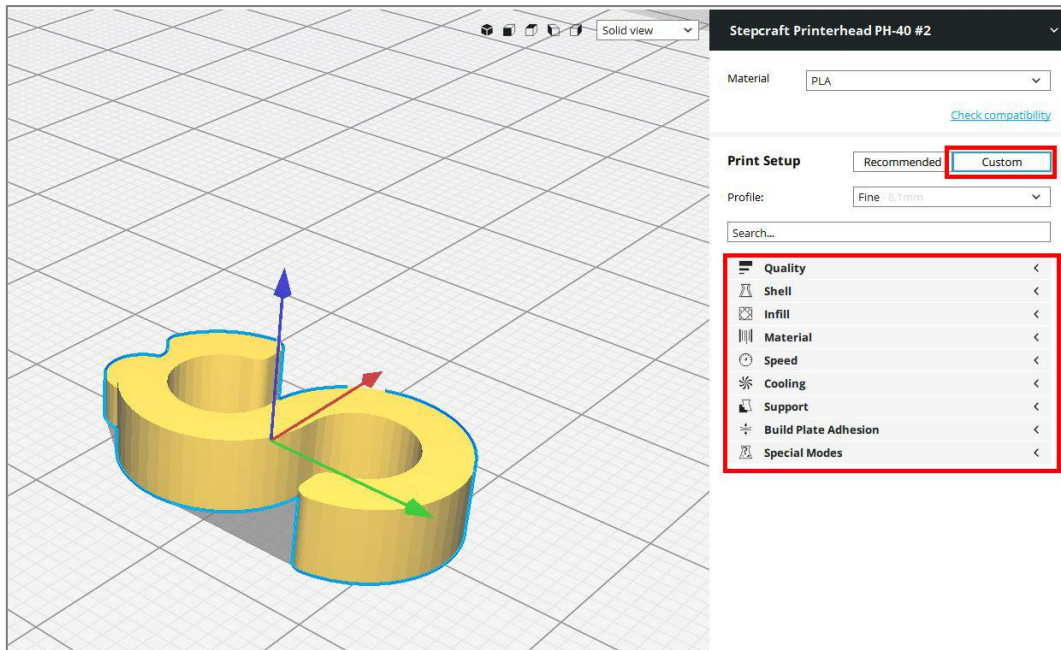 Solid view
Stepcraft Printerhead PH-40 #2
Material PLA
Check compatibility
Print Setup Recommended Custom
Profile: Fine - 0.1mm
Search...
Quality
Shell
Infill
Material
Speed
Cooling
Support
Build Plate Adhesion
Special Modes